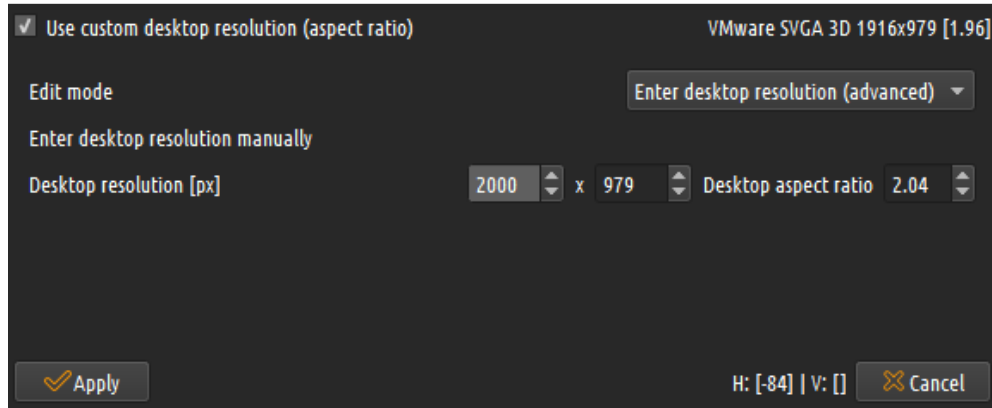 Use custom desktop resolution (aspect ratio) VMware SVGA 3D 1916x979 [1.96]
Edit mode Enter desktop resolution (advanced)
Enter desktop resolution manually
Desktop resolution [px] 2000 x 979 Desktop aspect ratio 2.04
Apply H: [-84] | V: [] Cancel